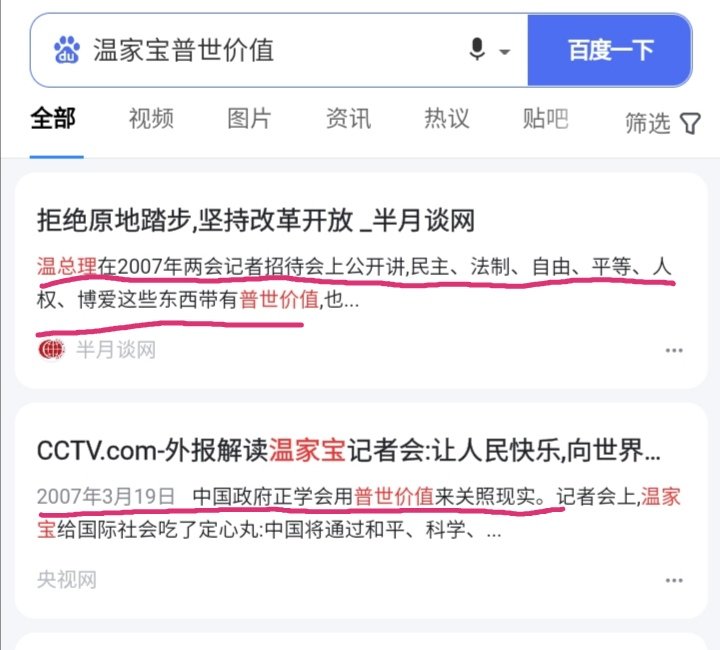 du 温家宝普世价值 百度一下
全部 视频 图片 资讯 热议 贴吧 筛选
拒绝原地踏步,坚持改革开放 _半月谈网
温总理在2007年两会记者招待会上公开讲,民主、法制、自由、平等、人
权、博爱这些东西带有普世价值,也...
半月谈网
CCTV.com-外报解读温家宝记者会:让人民快乐,向世界...
2007年3月19日 中国政府正学会用普世价值来关照现实。记者会上,温家
宝给国际社会吃了定心丸:中国将通过和平、科学、...
央视网